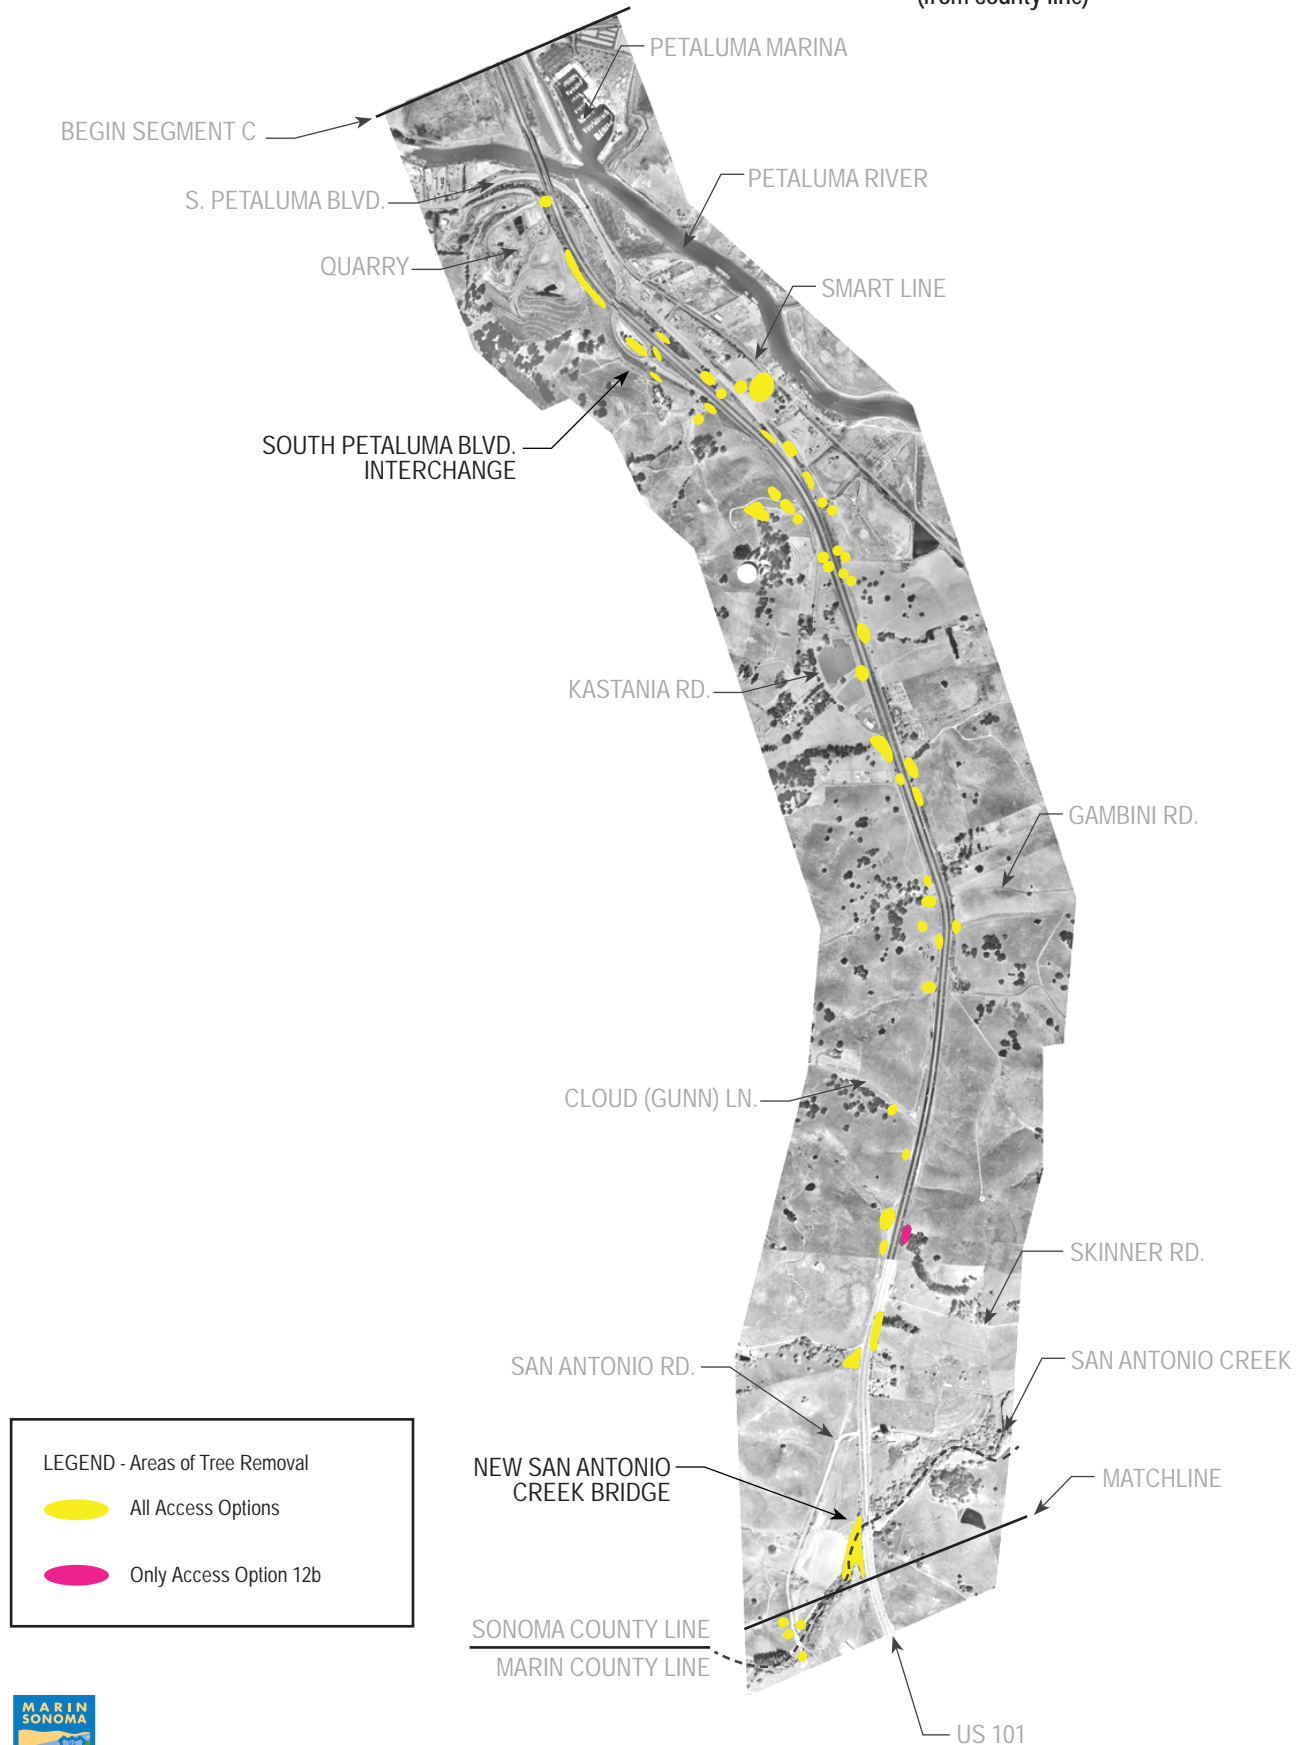 (from county line)
PETALUMA MARINA
BEGIN SEGMENT C
S. PETALUMA BLVD.
PETALUMA RIVER
QUARRY
SMART LINE
SOUTH PETALUMA BLVD.
INTERCHANGE
KASTANIA RD.
GAMBINI RD.
CLOUD (GUNN) LN.
SKINNER RD.
SAN ANTONIO RD.
SAN ANTONIO CREEK
NEW SAN ANTONIO
CREEK BRIDGE
MATCHLINE
LEGEND - Areas of Tree Removal
All Access Options
Only Access Option 12b
SONOMA COUNTY LINE
MARIN COUNTY LINE
US 101
MARIN
SONOMA